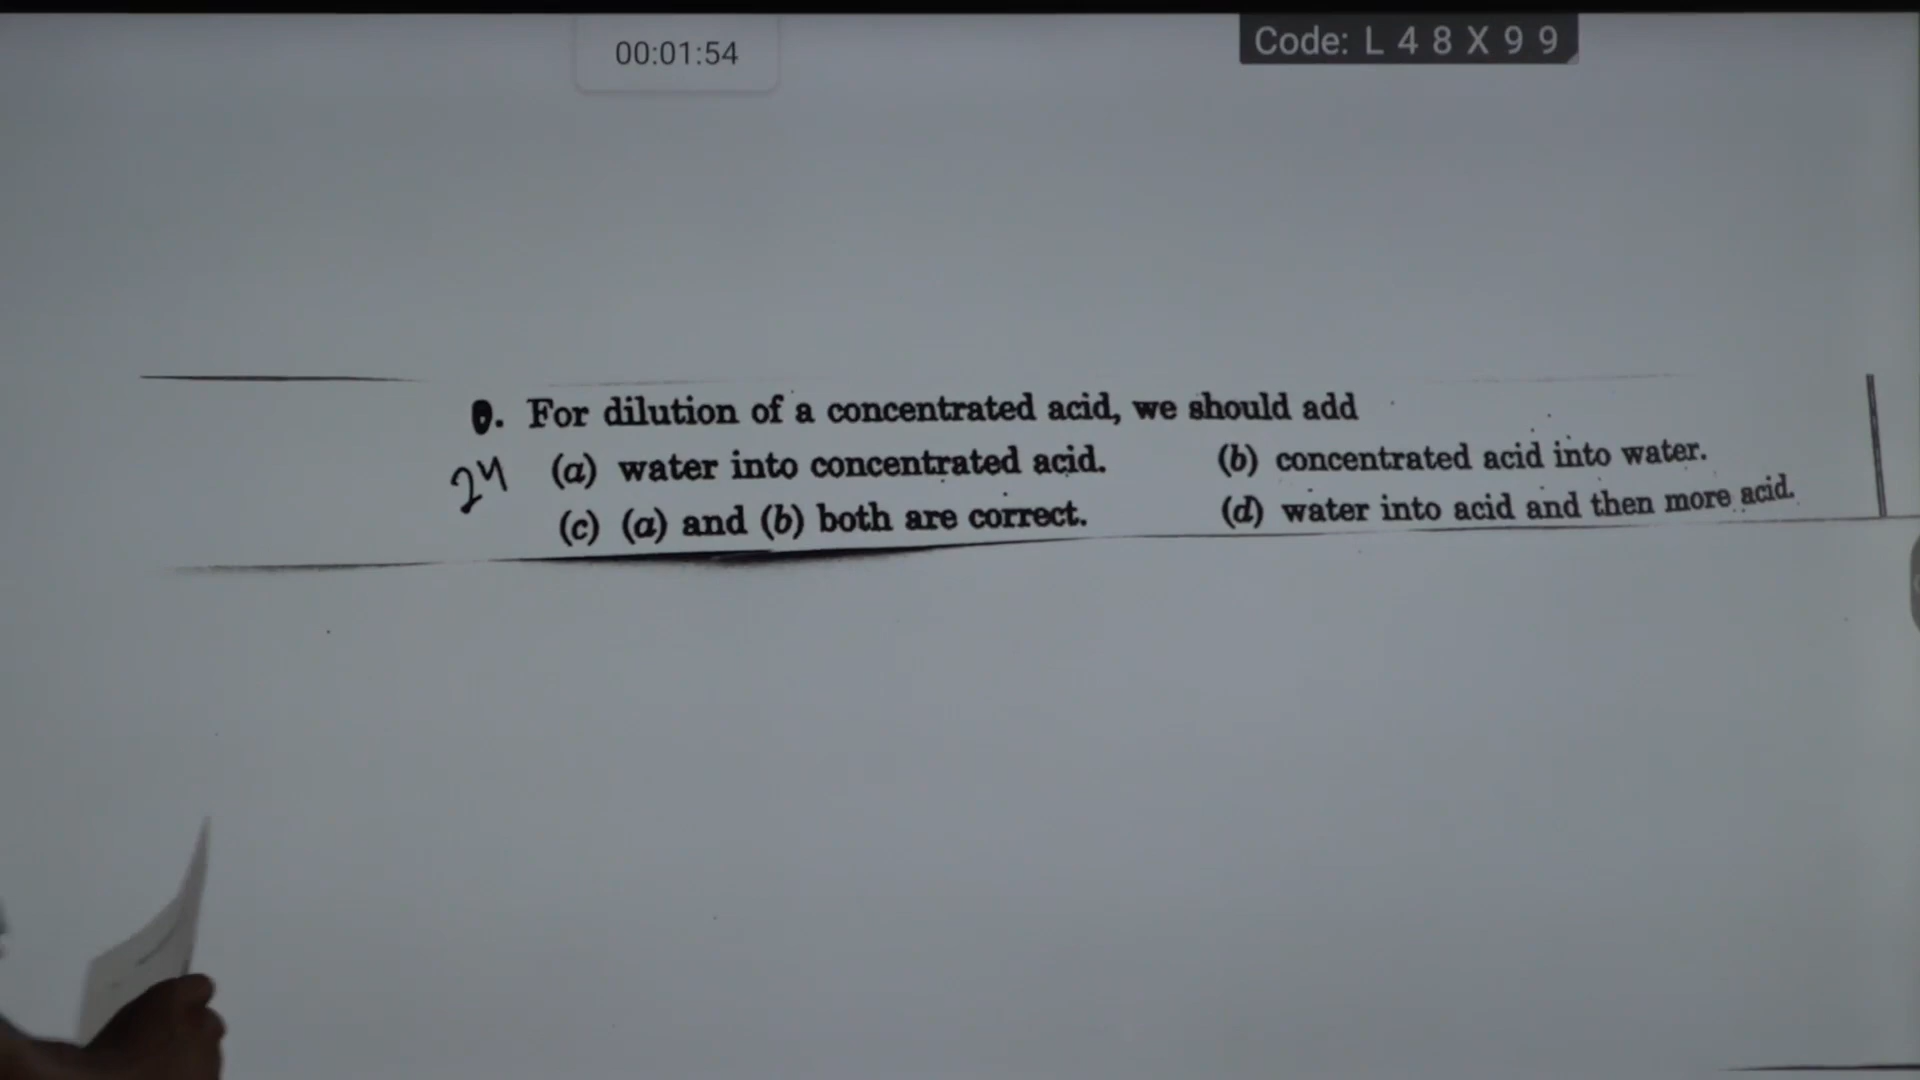 00:01:54
Code: L 4 8 X 9 9
0. For dilution of a concentrated acid, we should add
24
(a) water into concentrated acid. (b) concentrated acid into water.
(c) (a) and (b) both are correct. (d) water into acid and then more acid.